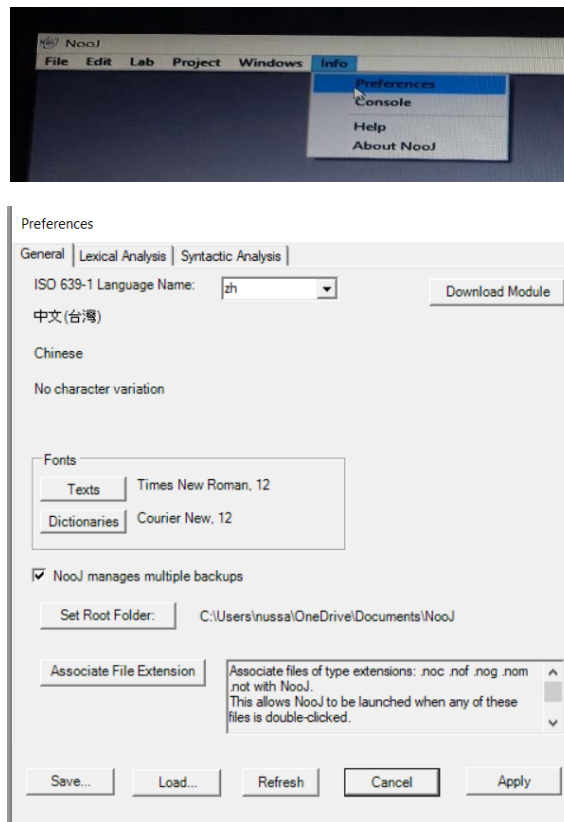 NooJ
File Edit Lab Project Windows Info
Preferences
Console
Help
About NooJ
Preferences
General Lexical Analysis Syntactic Analysis
ISO 639-1 Language Name: zh Download Module
中文(台灣)
Chinese
No character variation
Fonts
Texts Times New Roman, 12
Dictionaries Courier New, 12
NooJ manages multiple backups
Set Root Folder: C:\Users\nussa\OneDrive\Documents\NooJ
Associate File Extension Associate files of type extensions: .noc .nof .nog .nom
.not with NooJ.
This allows NooJ to be launched when any of these
files is double-clicked.
Save... Load... Refresh Cancel Apply